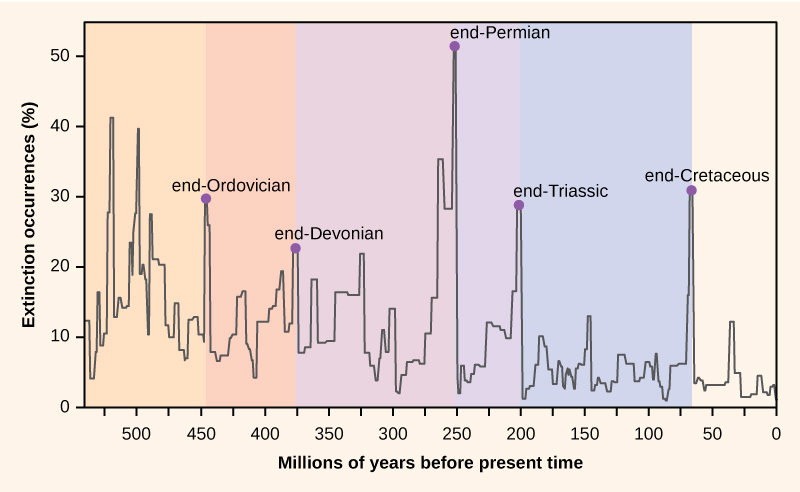 end-Permian
50
40
end-Ordovician
end-Cretaceous
30
end-Triassic
end-Devonian
20
10
0
Extinction occurrences (%)
500 450 400 350 300 250 200 150 100 50 0
Millions of years before present time